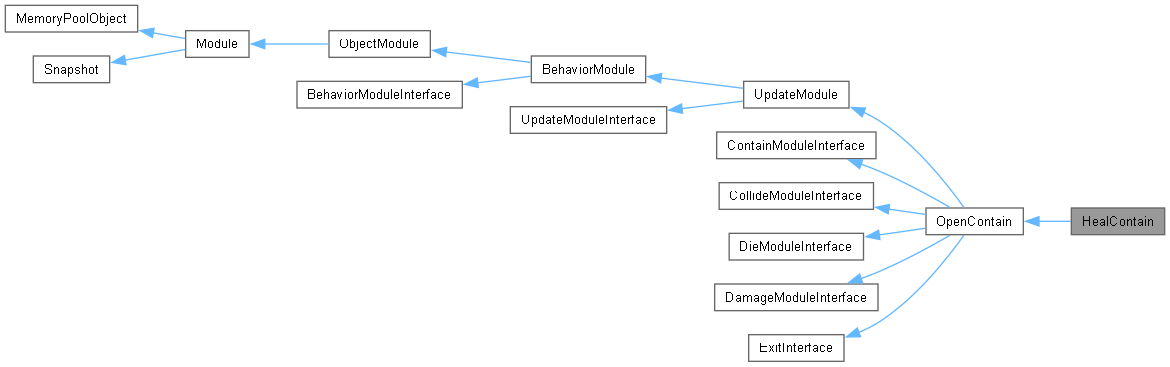 MemoryPoolObject
Module
ObjectModule
Snapshot
BehaviorModule
BehaviorModuleInterface
UpdateModule
UpdateModuleInterface
ContainModuleInterface
CollideModuleInterface
OpenContain
HealContain
DieModuleInterface
DamageModuleInterface
ExitInterface